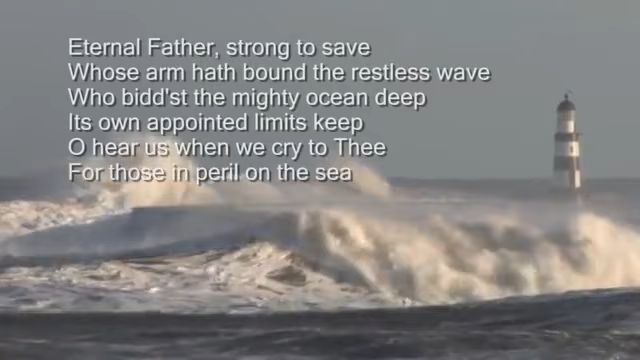 Eternal Father, strong to save
Whose arm hath bound the restless wave
Who bidd'st the mighty ocean deep
Its own appointed limits keep
O hear us when we cry to Thee
For those in peril on the sea